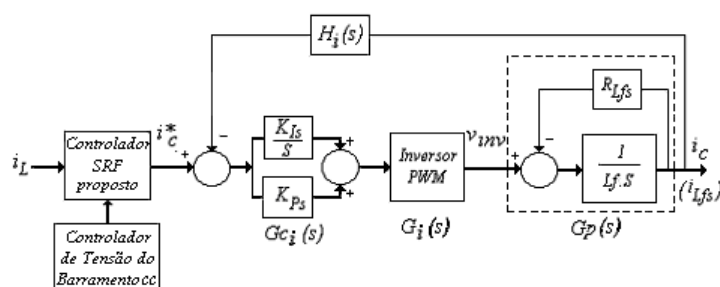 H_i(s)
R_Lfs
i_L
Controlador
SRF
proposto
i*_c
+
−
K_Is
S
K_Ps
+
+
Gc_i(s)
Inversor
PWM
G_i(s)
v_inv
+
−
1
Lf.S
Gp(s)
i_c
(i_Lfs)
Controlador
de Tensão do
Barramento cc